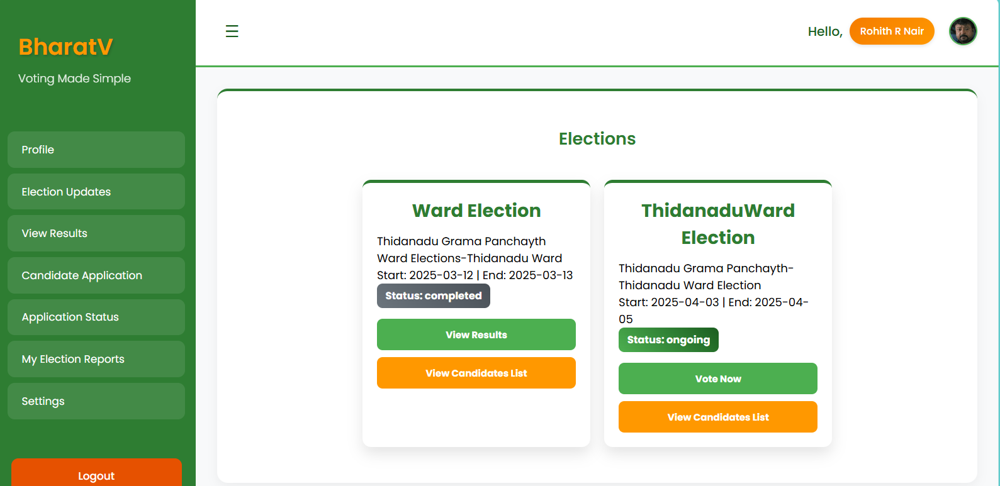 BharatV
Voting Made Simple
Profile
Election Updates
View Results
Candidate Application
Application Status
My Election Reports
Settings
Logout
Hello, Rohith R Nair
Elections
Ward Election
Thidanadu Grama Panchayth
Ward Elections-Thidanadu Ward
Start: 2025-03-12 | End: 2025-03-13
Status: completed
View Results
View Candidates List
ThidanaduWard
Election
Thidanadu Grama Panchayth-
Thidanadu Ward Election
Start: 2025-04-03 | End: 2025-04-
05
Status: ongoing
Vote Now
View Candidates List